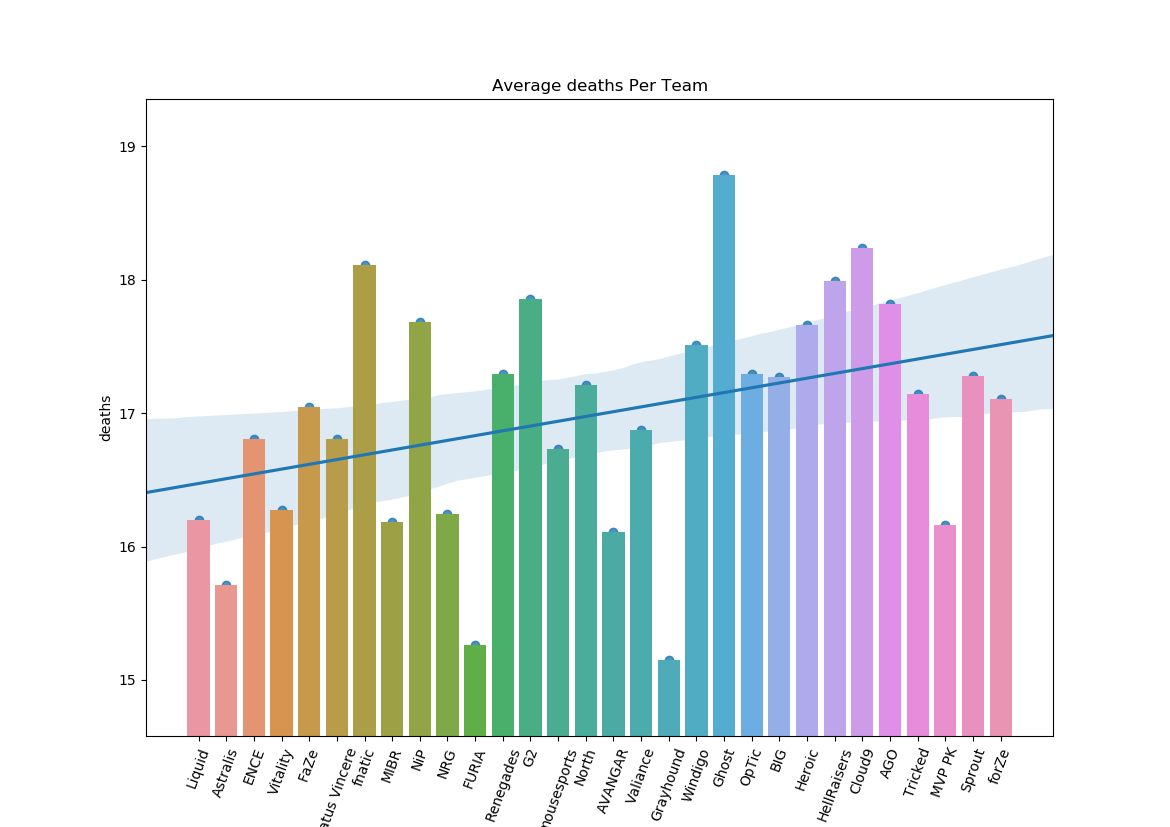 Average deaths Per Team
deaths
19
18
17
16
15
Liquid
Astralis
ENCE
Vitality
FaZe
atus Vincere
fnatic
MIBR
NiP
NRG
FURIA
Renegades
G2
mousesports
North
AVANGAR
Valiance
Grayhound
Windigo
Ghost
OpTic
BIG
Heroic
HellRaisers
Cloud9
AGO
Tricked
MVP PK
Sprout
forZe